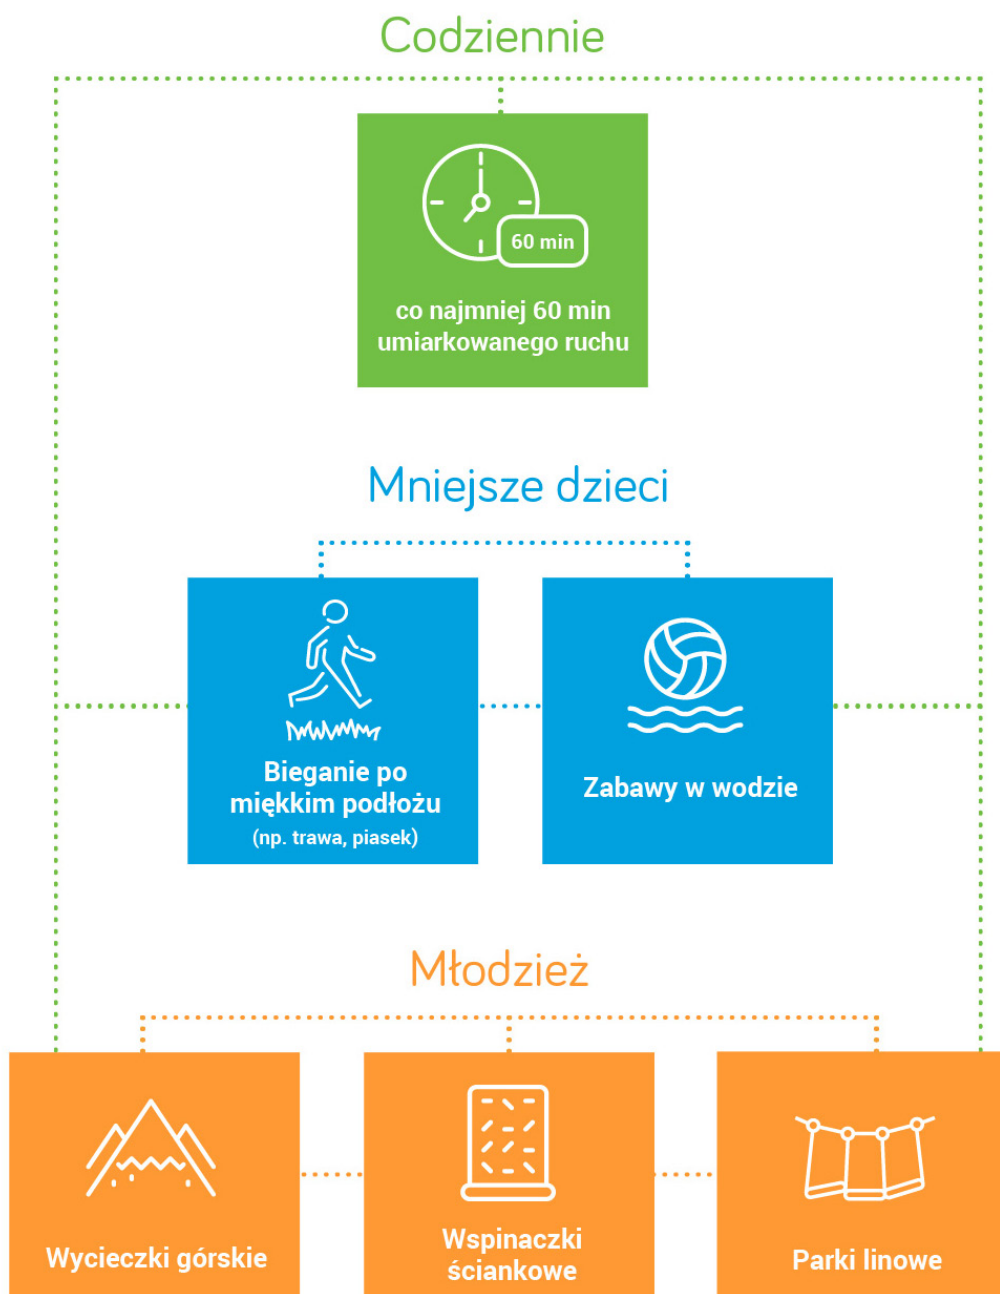 Codziennie
60 min
co najmniej 60 min
umiarkowanego ruchu
Mniejsze dzieci
Bieganie po
miękkim podłożu
(np. trawa, piasek)
Zabawy w wodzie
Młodzież
Wycieczki górskie
Wspinaczki
ściankowe
Parki linowe